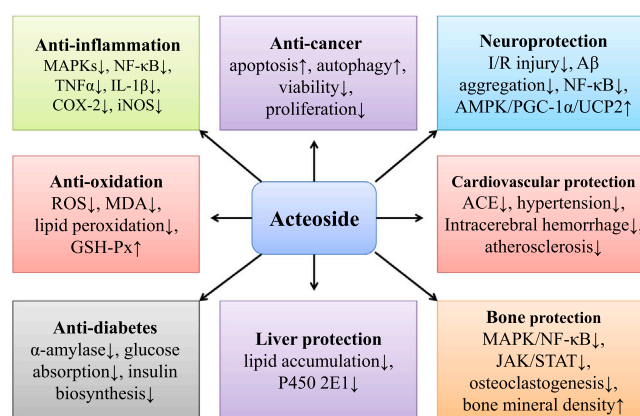 Anti-inflammation
MAPKs↓, NF-κB↓,
TNFα↓, IL-1β↓,
COX-2↓, iNOS↓
Anti-cancer
apoptosis↑, autophagy↑,
viability↓,
proliferation↓
Neuroprotection
I/R injury↓, Aβ
aggregation↓, NF-κB↓,
AMPK/PGC-1α/UCP2↑
Anti-oxidation
ROS↓, MDA↓,
lipid peroxidation↓,
GSH-Px↑
Acteoside
Cardiovascular protection
ACE↓, hypertension↓,
Intracerebral hemorrhage↓,
atherosclerosis↓
Anti-diabetes
α-amylase↓, glucose
absorption↓, insulin
biosynthesis↓
Liver protection
lipid accumulation↓,
P450 2E1↓
Bone protection
MAPK/NF-κB↓,
JAK/STAT↓,
osteoclastogenesis↓,
bone mineral density↑